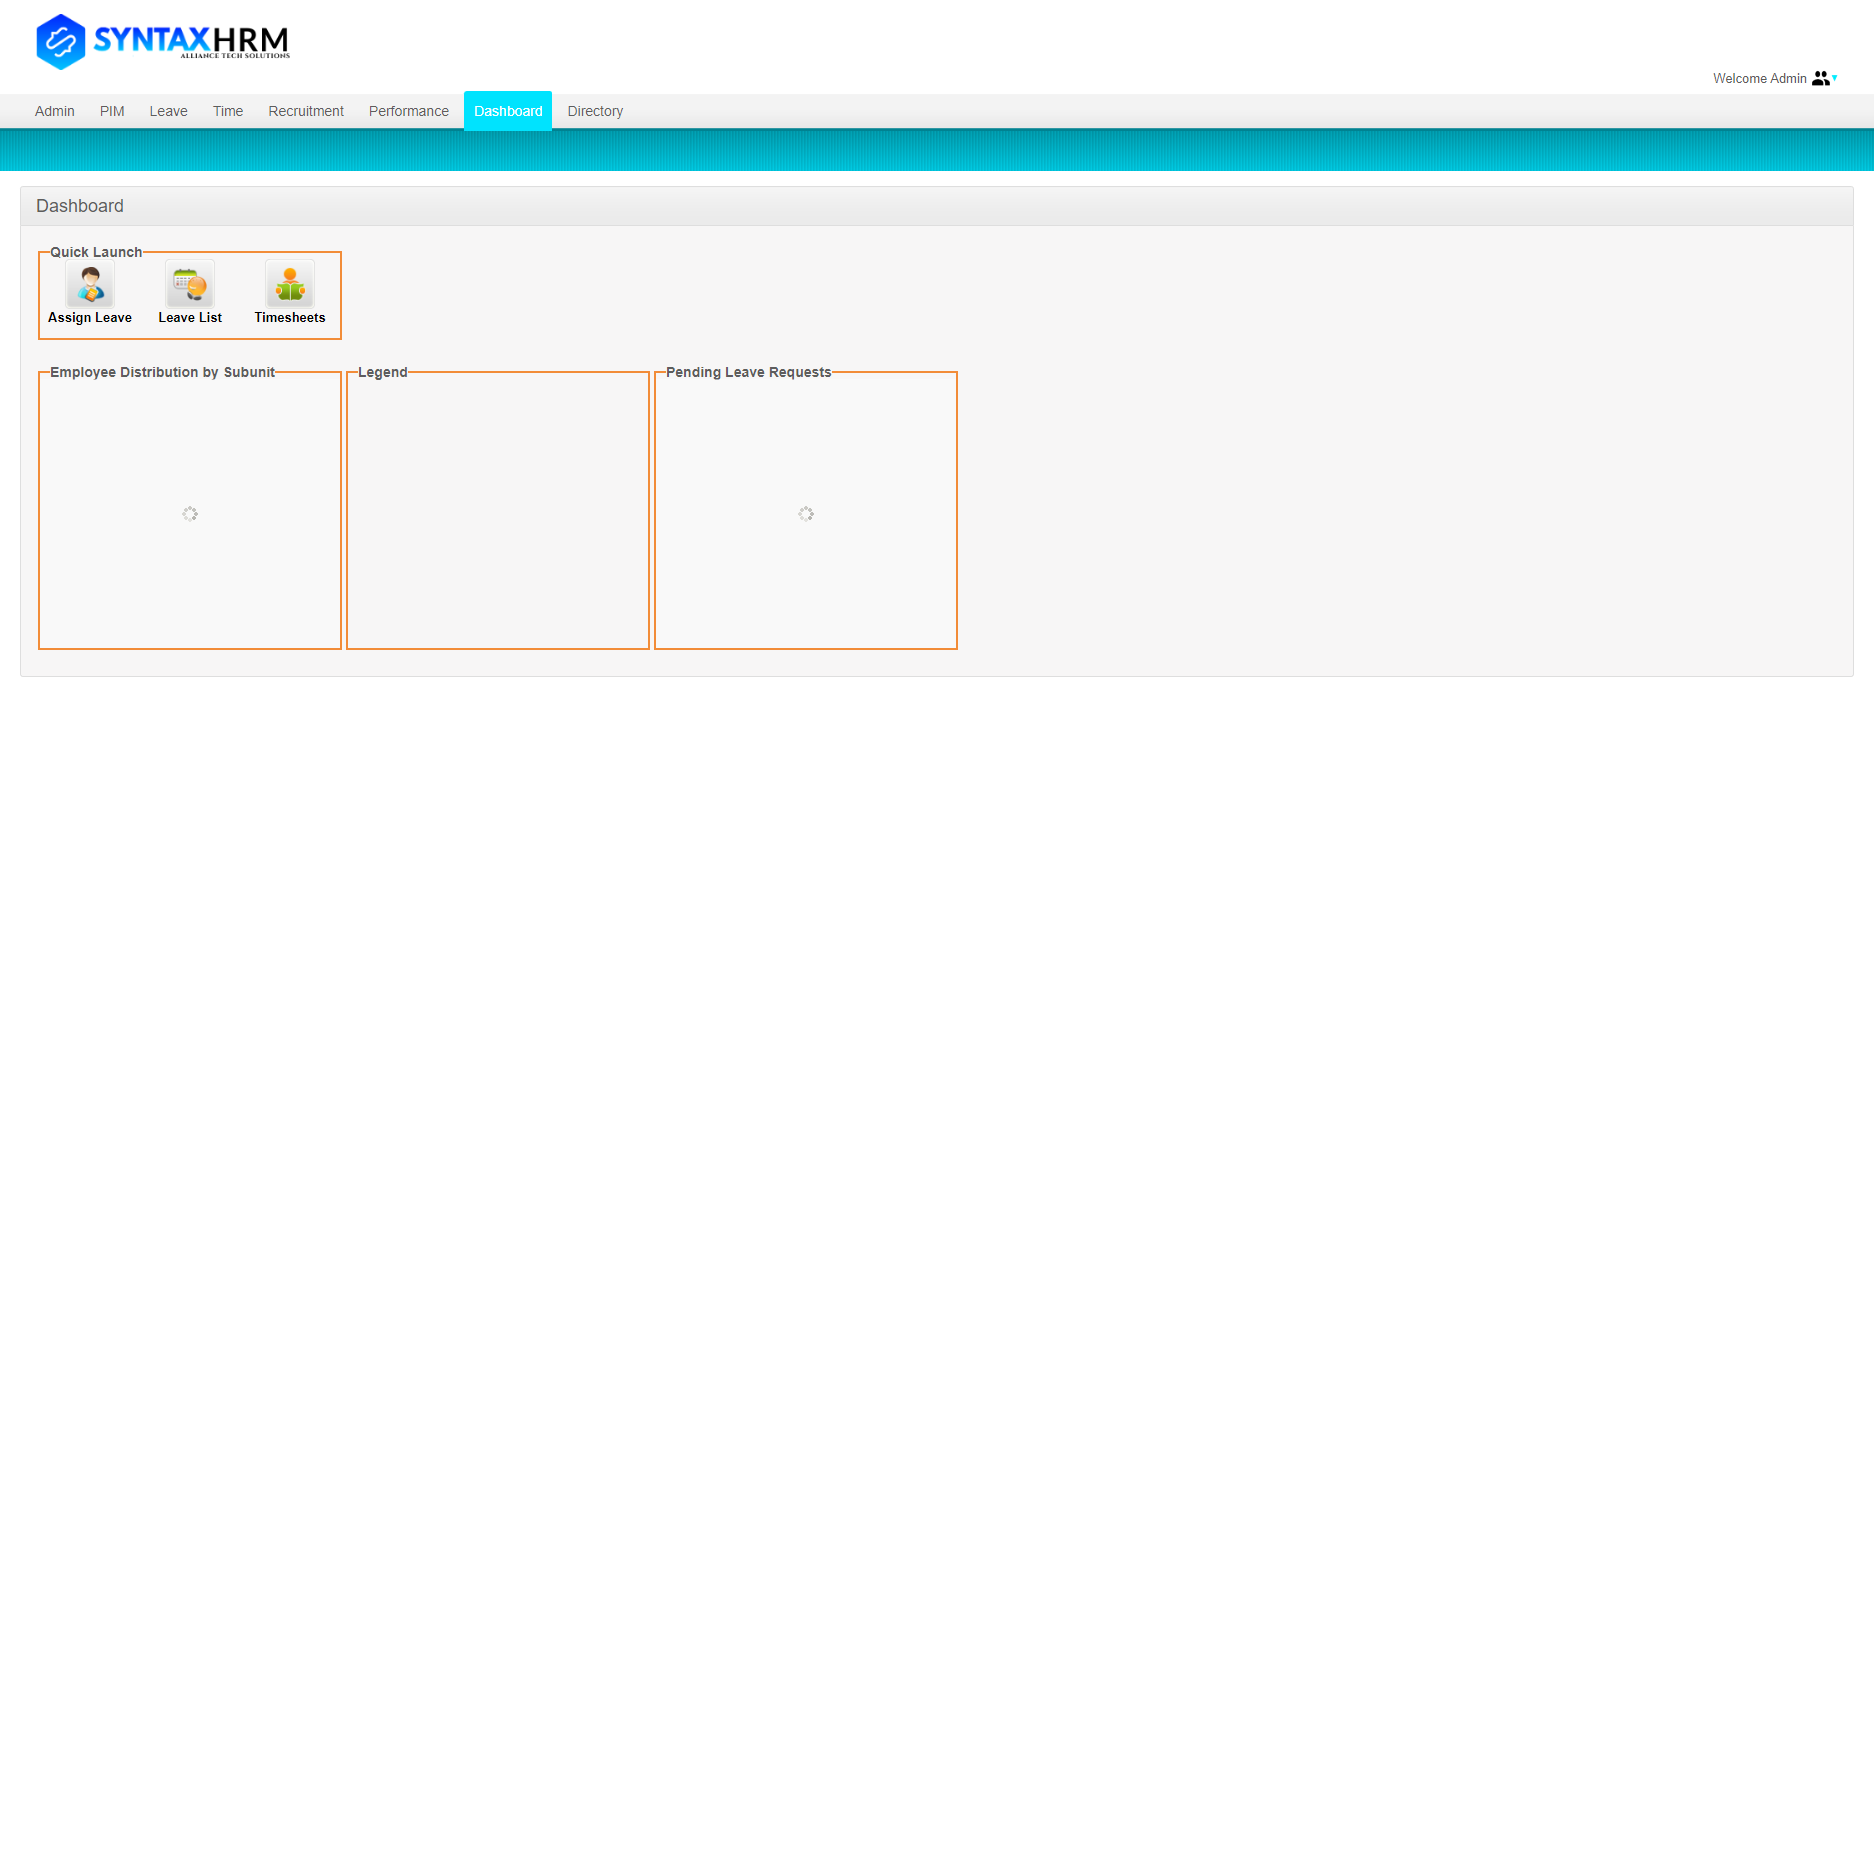 SYNTAXHRM
ALLIANCE TECH SOLUTIONS
Welcome Admin
Admin PIM Leave Time Recruitment Performance Dashboard Directory
Dashboard
Quick Launch
Assign Leave Leave List Timesheets
Employee Distribution by Subunit Legend Pending Leave Requests